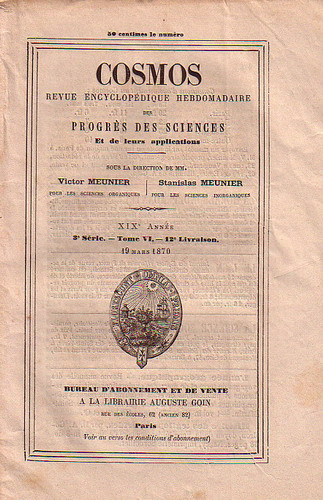 50 centimes le numéro
COSMOS
REVUE ENCYCLOPÉDIQUE HEBDOMADAIRE
DES
PROGRÈS DES SCIENCES
Et de leurs applications
SOUS LA DIRECTION DE MM.
Victor MEUNIER
POUR LES SCIENCES ORGANIQUES
Stanislas MEUNIER
POUR LES SCIENCES INORGANIQUES
XIXe ANNÉE
3e Série. — Tome VI, — 12e Livraison.
19 MARS 1870
BUREAU D'ABONNEMENT ET DE VENTE
A LA LIBRAIRIE AUGUSTE GOIN
RUE DES ÉCOLES, 62 (ANCIEN 82)
Paris
Voir au verso les conditions d'abonnement)